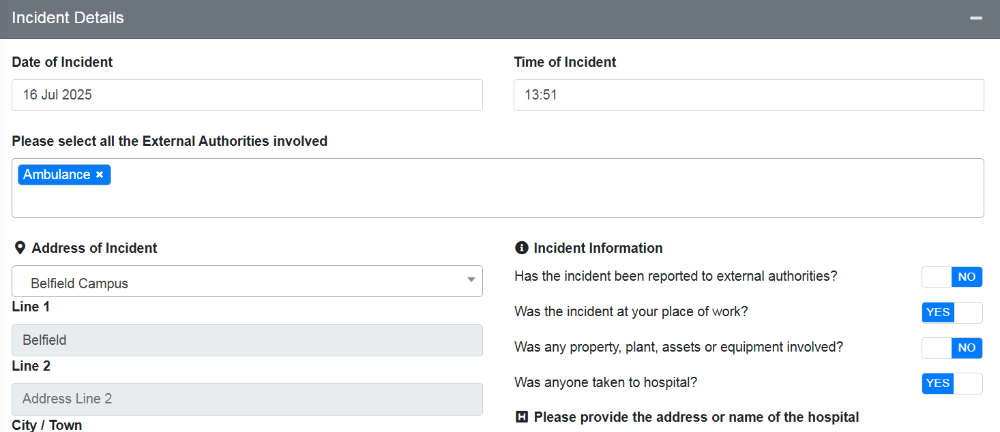 Incident Details
Date of Incident
Time of Incident
16 Jul 2025
13:51
Please select all the External Authorities involved
Ambulance ×
Address of Incident
Belfield Campus
Line 1
Belfield
Line 2
Address Line 2
City / Town
Incident Information
Has the incident been reported to external authorities? NO
Was the incident at your place of work? YES
Was any property, plant, assets or equipment involved? NO
Was anyone taken to hospital? YES
H Please provide the address or name of the hospital